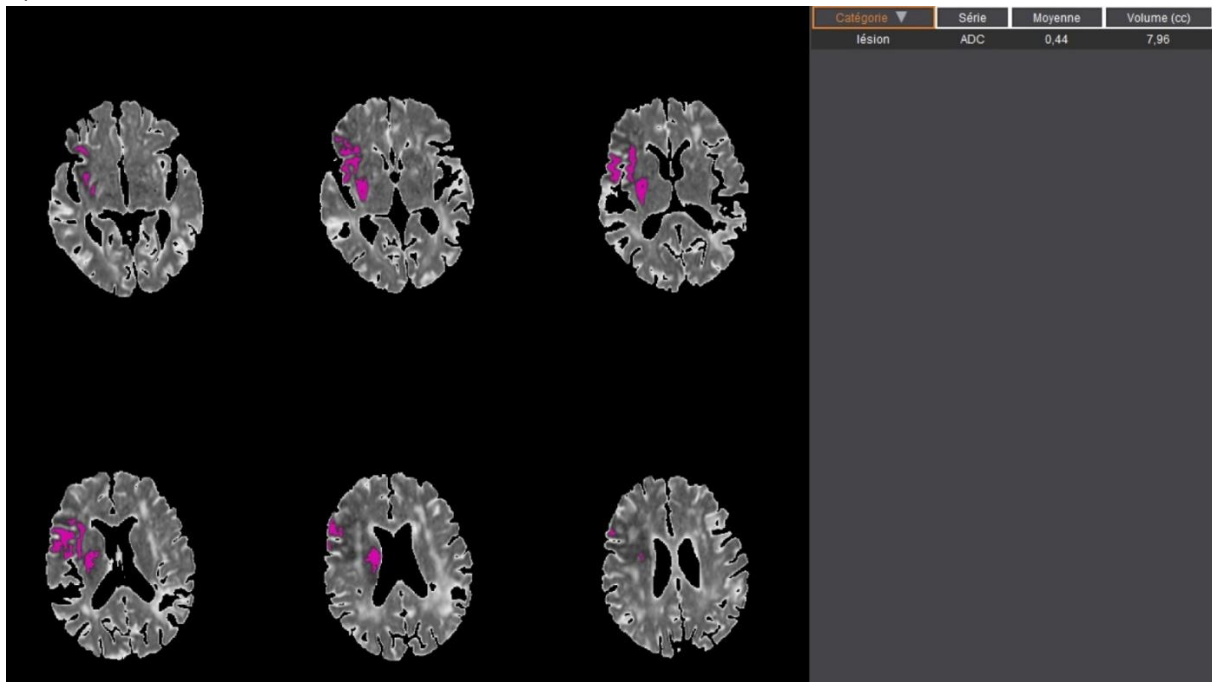 Catégorie ▼ Série Moyenne Volume (cc)
lésion ADC 0,44 7,96